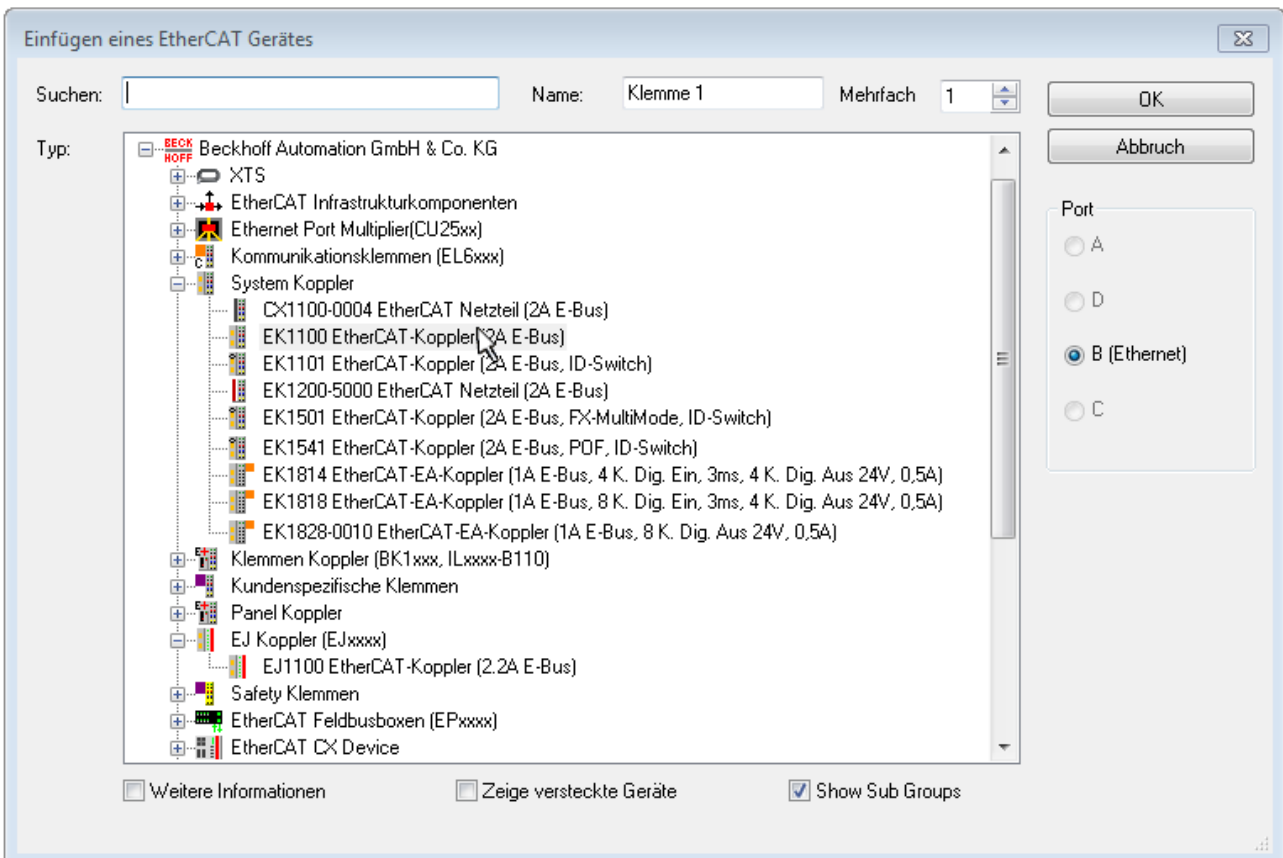 Einfügen eines EtherCAT Gerätes
Suchen: Name: Klemme 1 Mehrfach 1 OK
Typ: BECKHOFF Beckhoff Automation GmbH & Co. KG Abbruch
XTS
EtherCAT Infrastrukturkomponenten Port
Ethernet Port Multiplier(CU25xx)
A
Kommunikationsklemmen (EL6xxx)
System Koppler
CX1100-0004 EtherCAT Netzteil (2A E-Bus) D
EK1100 EtherCAT-Koppler (2A E-Bus)
EK1101 EtherCAT-Koppler (2A E-Bus, ID-Switch) B (Ethernet)
EK1200-5000 EtherCAT Netzteil (2A E-Bus)
EK1501 EtherCAT-Koppler (2A E-Bus, FX-MultiMode, ID-Switch) C
EK1541 EtherCAT-Koppler (2A E-Bus, POF, ID-Switch)
EK1814 EtherCAT-EA-Koppler (1A E-Bus, 4 K. Dig. Ein, 3ms, 4 K. Dig. Aus 24V, 0,5A)
EK1818 EtherCAT-EA-Koppler (1A E-Bus, 8 K. Dig. Ein, 3ms, 4 K. Dig. Aus 24V, 0,5A)
EK1828-0010 EtherCAT-EA-Koppler (1A E-Bus, 8 K. Dig. Aus 24V, 0,5A)
Klemmen Koppler (BK1xxx, ILxxxx-B110)
Kundenspezifische Klemmen
Panel Koppler
EJ Koppler (EJxxxx)
EJ1100 EtherCAT-Koppler (2.2A E-Bus)
Safety Klemmen
EtherCAT Feldbusboxen (EPxxxx)
EtherCAT CX Device
Weitere Informationen Zeige versteckte Geräte Show Sub Groups